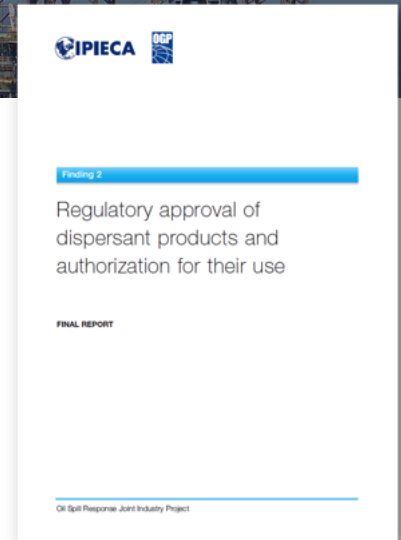 IPIECA
OGP
Finding 2
Regulatory approval of
dispersant products and
authorization for their use
FINAL REPORT
Oil Spill Response Joint Industry Project